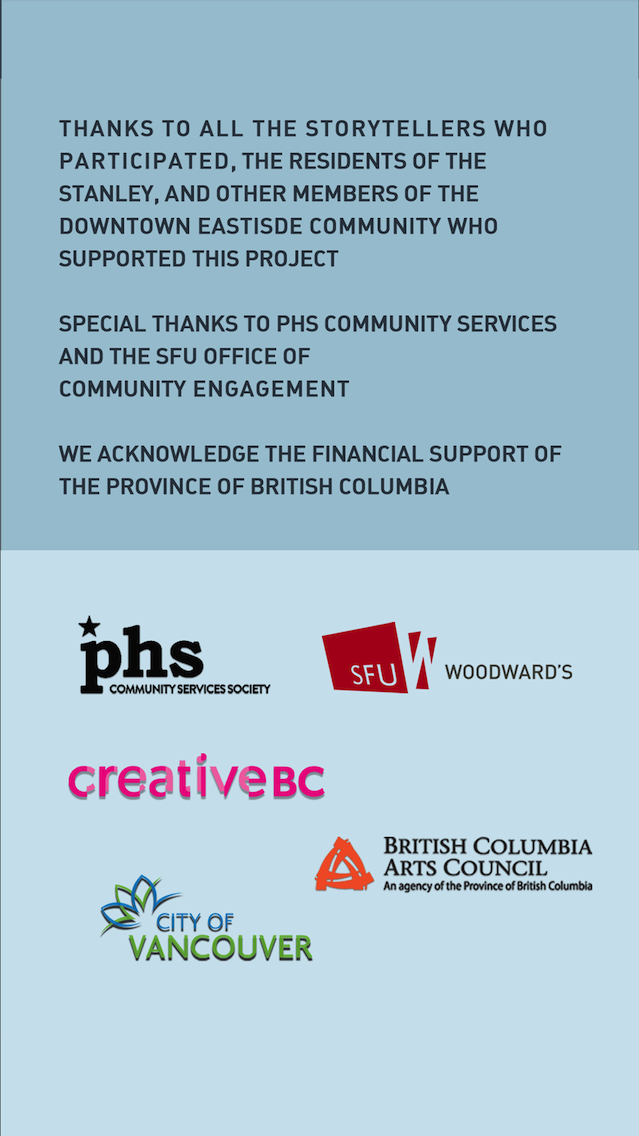 THANKS TO ALL THE STORYTELLERS WHO
PARTICIPATED, THE RESIDENTS OF THE
STANLEY, AND OTHER MEMBERS OF THE
DOWNTOWN EASTISDE COMMUNITY WHO
SUPPORTED THIS PROJECT
SPECIAL THANKS TO PHS COMMUNITY SERVICES
AND THE SFU OFFICE OF
COMMUNITY ENGAGEMENT
WE ACKNOWLEDGE THE FINANCIAL SUPPORT OF
THE PROVINCE OF BRITISH COLUMBIA
phs
COMMUNITY SERVICES SOCIETY
SFU W WOODWARD'S
creativeBC
BRITISH COLUMBIA
ARTS COUNCIL
An agency of the Province of British Columbia
CITY OF
VANCOUVER